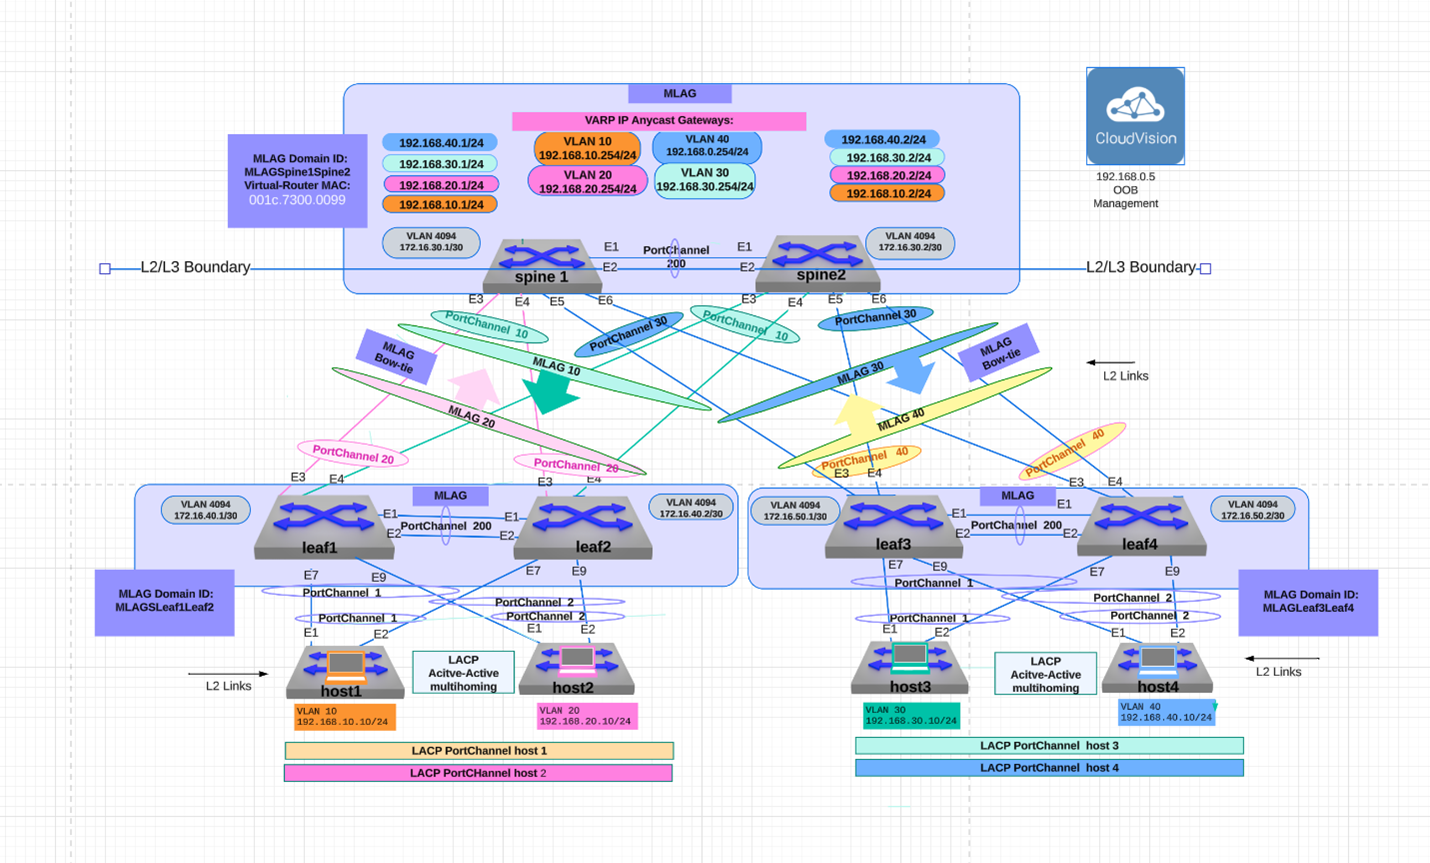 MLAG
VARP IP Anycast Gateways:
MLAG Domain ID:
MLAGSpine1Spine2
Virtual-Router MAC:
001c.7300.0099
192.168.40.1/24
192.168.30.1/24
192.168.20.1/24
192.168.10.1/24
VLAN 10
192.168.10.254/24
VLAN 40
192.168.0.254/24
VLAN 20
192.168.20.254/24
VLAN 30
192.168.30.254/24
192.168.40.2/24
192.168.30.2/24
192.168.20.2/24
192.168.10.2/24
CloudVision
192.168.0.5
OOB
Management
VLAN 4094
172.16.30.1/30
VLAN 4094
172.16.30.2/30
L2/L3 Boundary
spine 1
E1
E2
PortChannel
200
E1
E2
spine2
L2/L3 Boundary
E3
E4
E5
E6
E3
E4
E5
E6
PortChannel 10
PortChannel 30
PortChannel 10
PortChannel 30
MLAG
Bow-tie
MLAG 10
MLAG 20
MLAG 30
MLAG 40
MLAG
Bow-tie
L2 Links
PortChannel 20
PortChannel 20
PortChannel 40
PortChannel 40
E3
E4
E3
E4
E3
E4
E3
E4
VLAN 4094
172.16.40.1/30
MLAG
VLAN 4094
172.16.40.2/30
leaf1
E1
E2
PortChannel 200
E1
E2
leaf2
VLAN 4094
172.16.50.1/30
MLAG
VLAN 4094
172.16.50.2/30
leaf3
E1
E2
PortChannel 200
E1
E2
leaf4
MLAG Domain ID:
MLAGSLeaf1Leaf2
E7
E9
E7
E9
PortChannel 1
PortChannel 2
PortChannel 1
PortChannel 2
E1
E2
E1
E2
E7
E9
E7
E9
PortChannel 1
PortChannel 2
PortChannel 1
PortChannel 2
E1
E2
E1
E2
MLAG Domain ID:
MLAGLeaf3Leaf4
L2 Links
host1
LACP
Acitve-Active
multihoming
host2
host3
LACP
Acitve-Active
multihoming
host4
L2 Links
VLAN 10
192.168.10.10/24
VLAN 20
192.168.20.10/24
VLAN 30
192.168.30.10/24
VLAN 40
192.168.40.10/24
LACP PortChannel host 1
LACP PortCHannel host 2
LACP PortChannel host 3
LACP PortChannel host 4